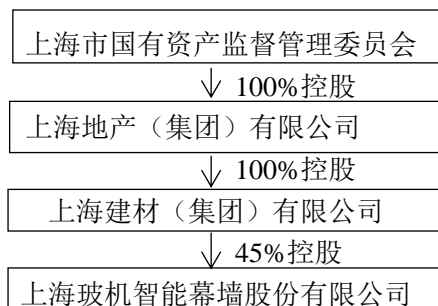 上海市国有资产监督管理委员会
100%控股
上海地产（集团）有限公司
100%控股
上海建材（集团）有限公司
45%控股
上海玻机智能幕墙股份有限公司